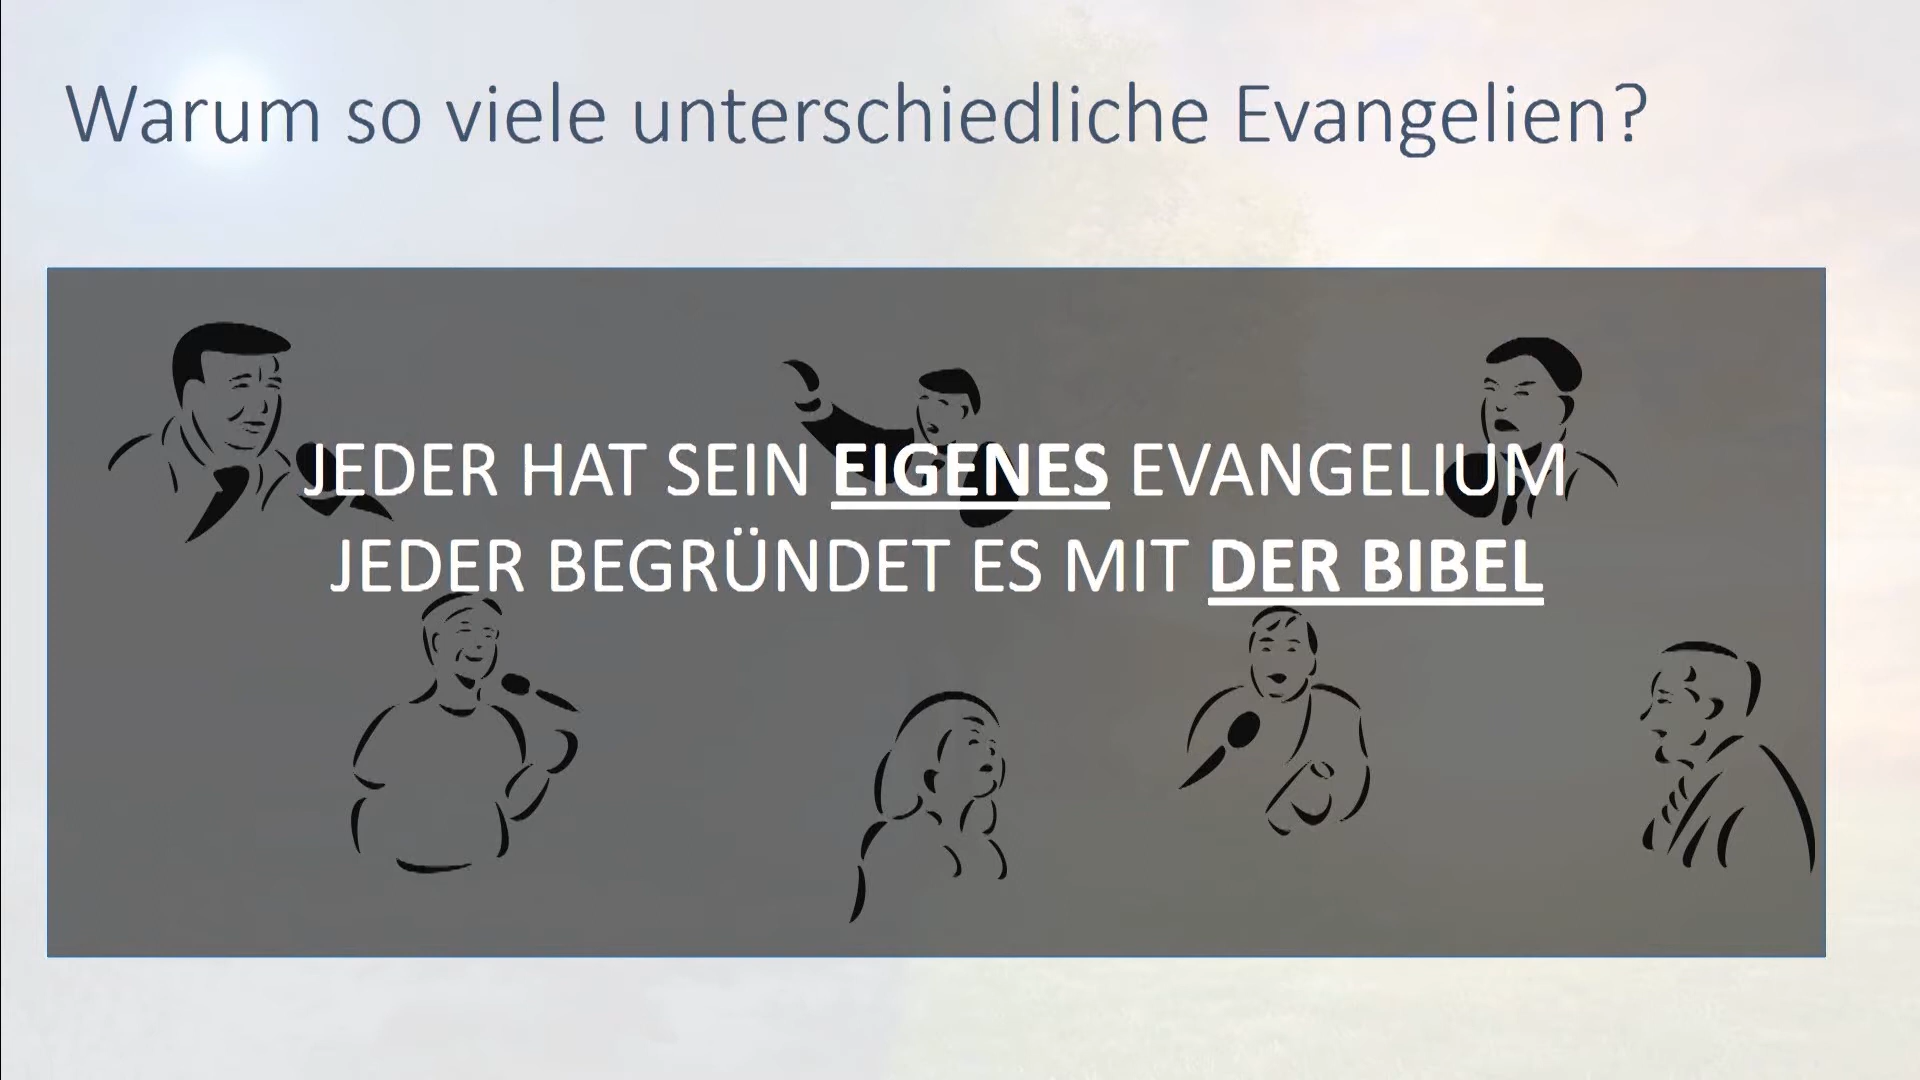 Warum so viele unterschiedliche Evangelien?
JEDER HAT SEIN EIGENES EVANGELIUM
JEDER BEGRÜNDET ES MIT DER BIBEL